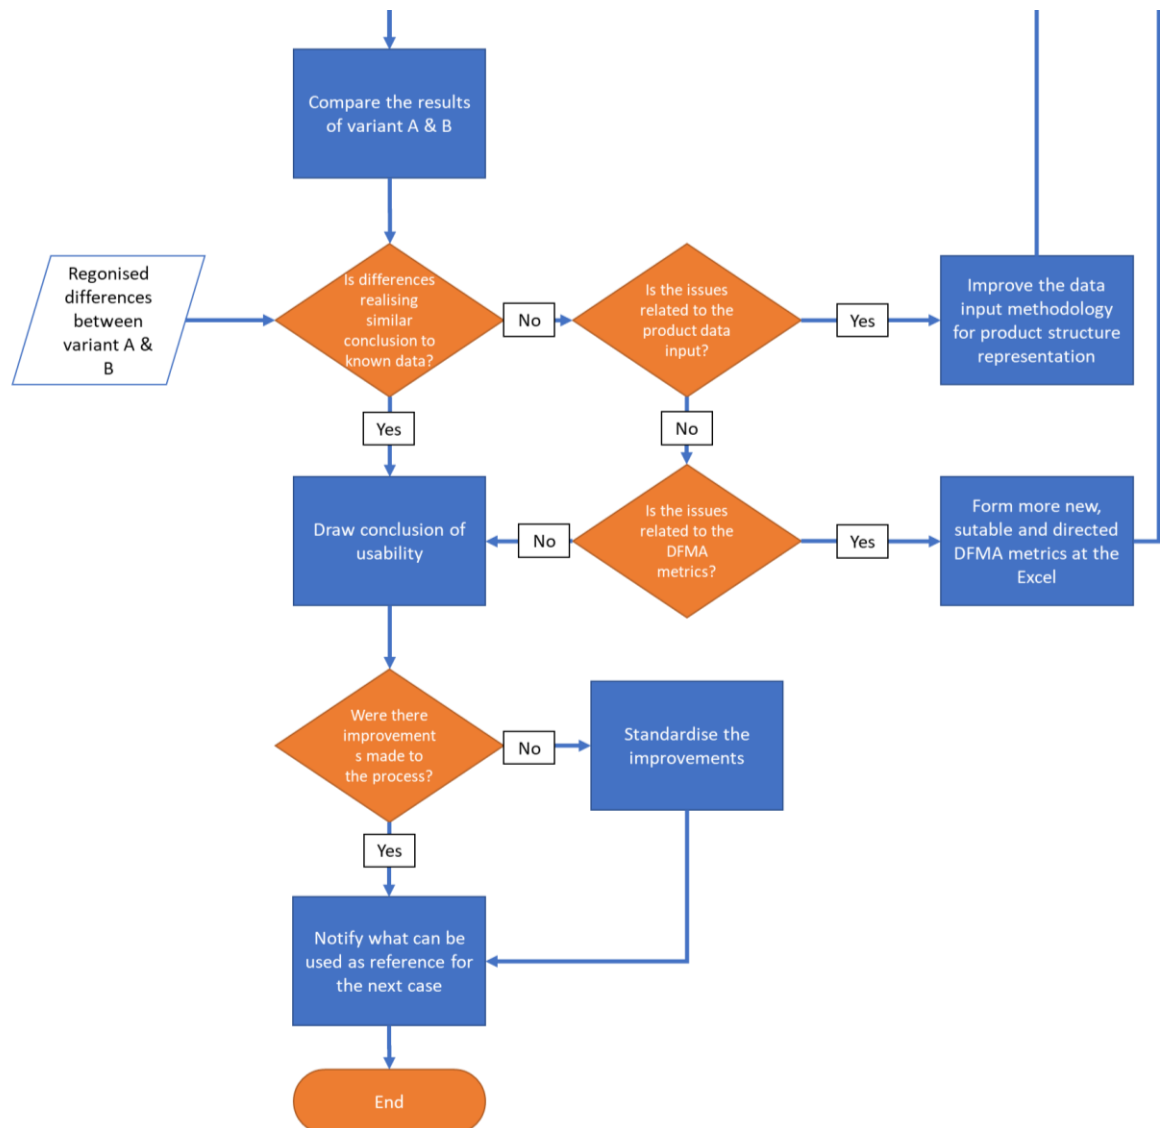 Compare the results
of variant A & B
Regonised
differences
between
variant A &
B
Is differences
realising
similar
conclusion to
known data?
No
Is the issues
related to the
product data
input?
Yes
Improve the data
input methodology
for product structure
representation
Yes
No
Draw conclusion of
usability
No
Is the issues
related to the
DFMA
metrics?
Yes
Form more new,
sutable and directed
DFMA metrics at the
Excel
Were there
improvement
s made to
the process?
No
Standardise the
improvements
Yes
Notify what can be
used as reference for
the next case
End